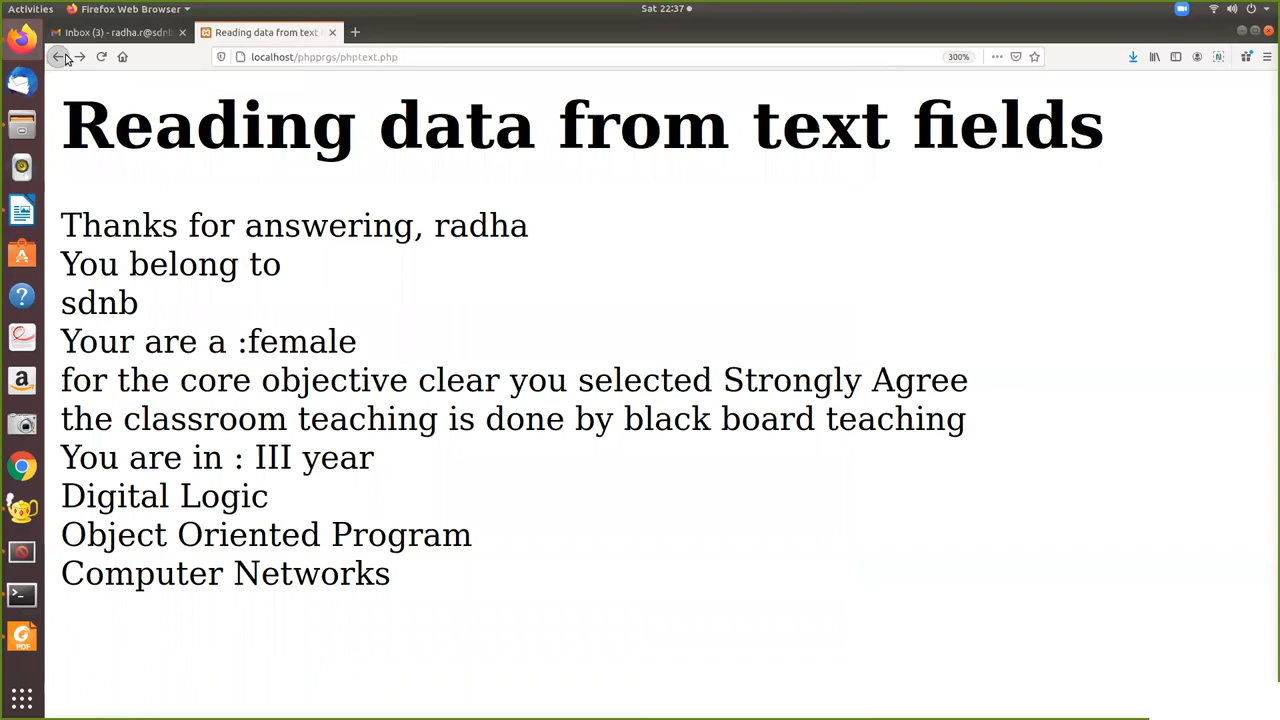 Activities Firefox Web Browser Sat 22:37
Inbox (3) - radha.r@sdnb Reading data from text f
localhost/phpprgs/phptext.php 300%
Reading data from text fields
Thanks for answering, radha
You belong to
sdnb
Your are a :female
for the core objective clear you selected Strongly Agree
the classroom teaching is done by black board teaching
You are in : III year
Digital Logic
Object Oriented Program
Computer Networks
PDF